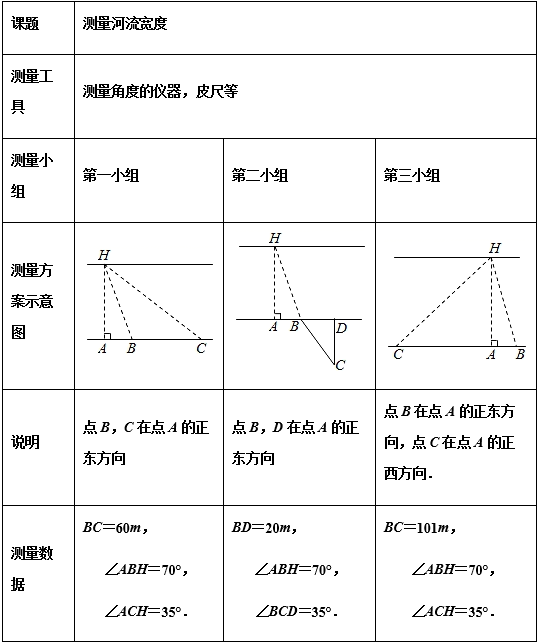 课题
测量河流宽度
测量工
具
测量角度的仪器，皮尺等
测量小
组
第一小组
第二小组
第三小组
测量方
案示意
图
H
A B C
H
A B D
C
H
C A B
说明
点B，C在点A的正
东方向
点B，D在点A的正
东方向
点B在点A的正东方
向，点C在点A的正
西方向．
测量数
据
BC＝60m，
∠ABH＝70°，
∠ACH＝35°．
BD＝20m，
∠ABH＝70°，
∠BCD＝35°．
BC＝101m，
∠ABH＝70°，
∠ACH＝35°．